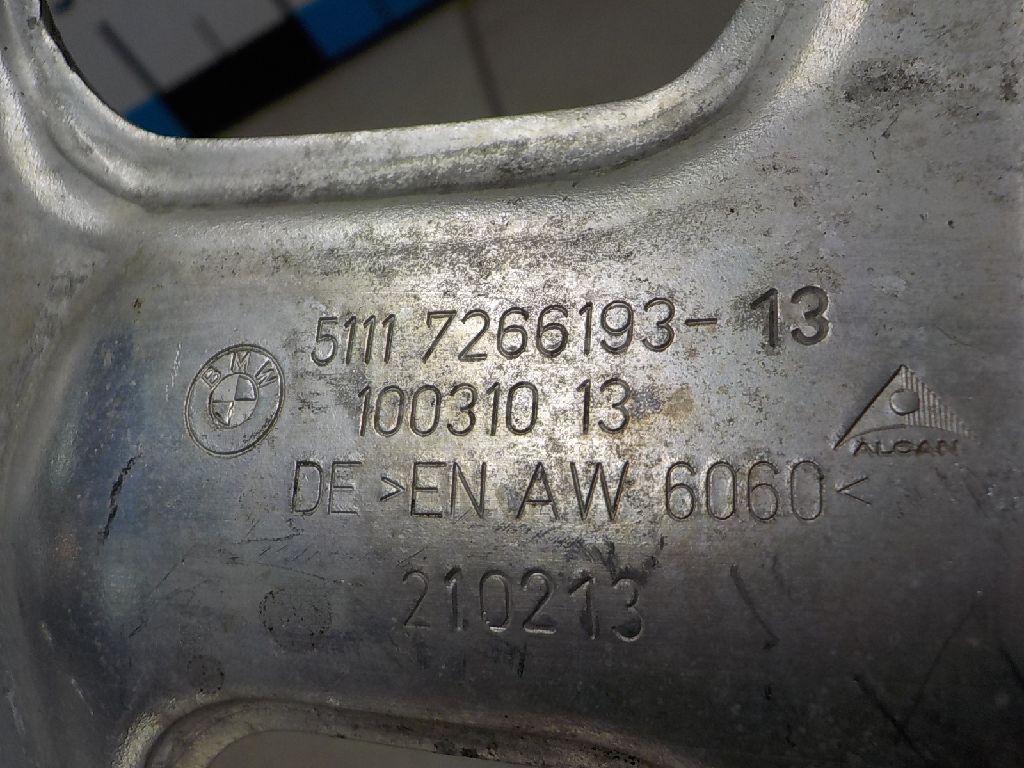 5111 7266193- 13
BMW
100310 13
ALCAN
DE >EN AW 6060<
210213